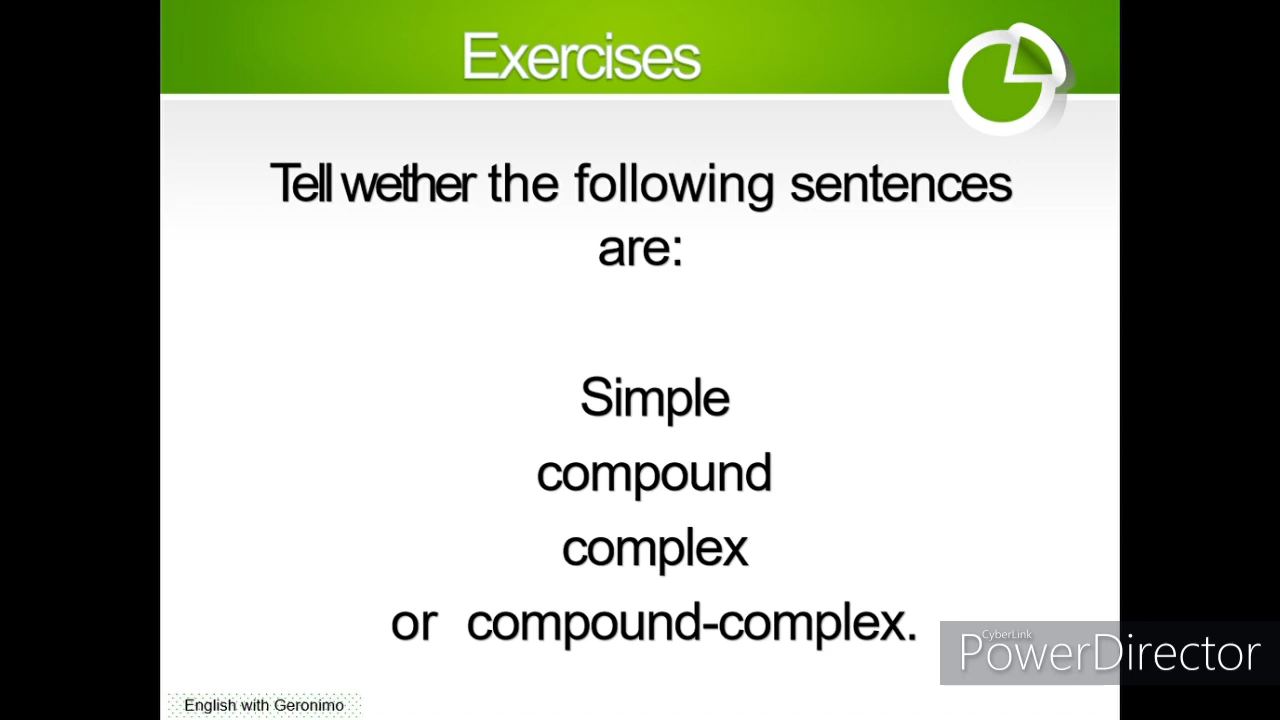 Exercises
Tell wether the following sentences
are:
Simple
compound
complex
or compound-complex.
CyberLink
PowerDirector
English with Geronimo